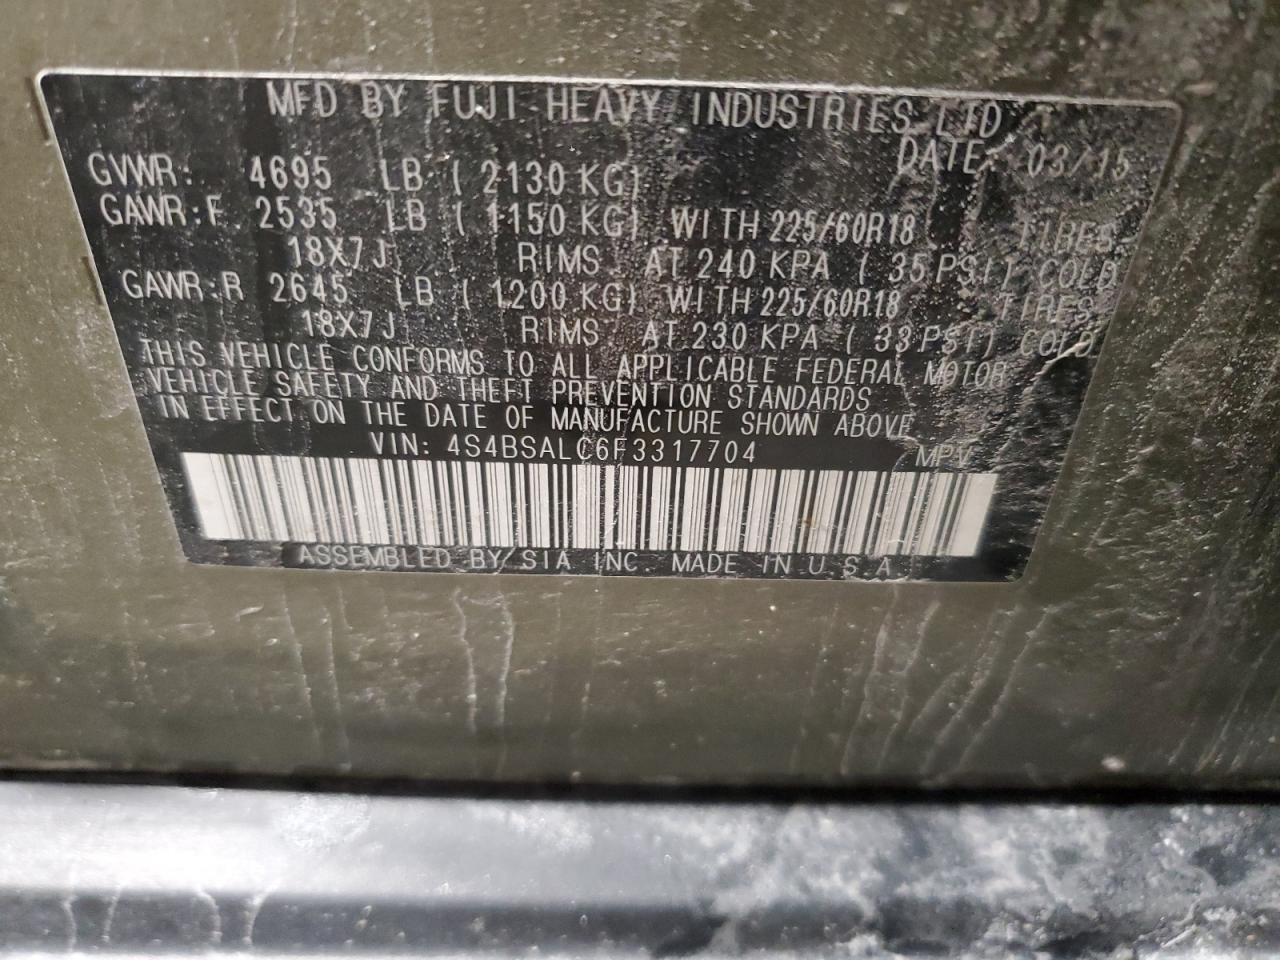 MFD BY FUJI HEAVY INDUSTRIES LTD
DATE: 03/15
GVWR: 4695 LB ( 2130 KG)
GAWR:F 2535 LB ( 1150 KG) WITH 225/60R18 TIRES
18X7J RIMS AT 240 KPA ( 35 PSI) COLD
GAWR:R 2645 LB ( 1200 KG) WITH 225/60R18 TIRES
18X7J RIMS AT 230 KPA ( 33 PSI) COLD
THIS VEHICLE CONFORMS TO ALL APPLICABLE FEDERAL MOTOR
VEHICLE SAFETY AND THEFT PREVENTION STANDARDS
IN EFFECT ON THE DATE OF MANUFACTURE SHOWN ABOVE
VIN: 4S4BSALC6F3317704 MPV
ASSEMBLED BY SIA INC. MADE IN U.S.A